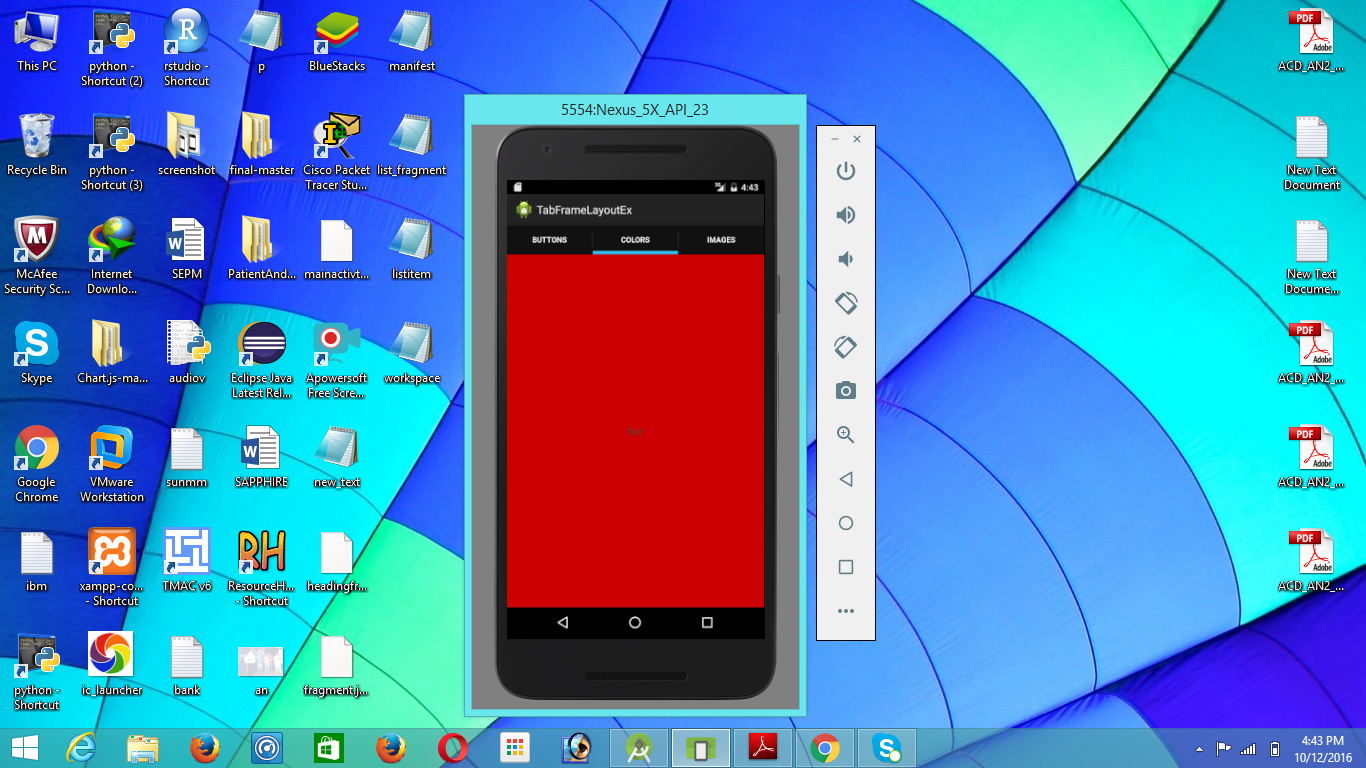 This PC
python - Shortcut (2)
rstudio - Shortcut
p
BlueStacks
manifest
ACD_AN2_...
Recycle Bin
python - Shortcut (3)
screenshot
final-master
Cisco Packet Tracer Stu...
list_fragment
New Text Document
McAfee Security Sc...
Internet Downlo...
SEPM
PatientAnd...
mainactivt...
listitem
New Text Docume...
Skype
Chart.js-ma...
audiov
Eclipse Java Latest Rel...
Apowersoft Free Scre...
workspace
ACD_AN2_...
Google Chrome
VMware Workstation
sunmm
SAPPHIRE
new_text
ACD_AN2_...
ibm
xampp-co... - Shortcut
TMAC v6
ResourceH... - Shortcut
headingfr...
ACD_AN2_...
python - Shortcut
ic_launcher
bank
an
fragment.j...
5554:Nexus_5X_API_23
4:43
TabFrameLayoutEx
BUTTONS COLORS IMAGES
4:43 PM
10/12/2016